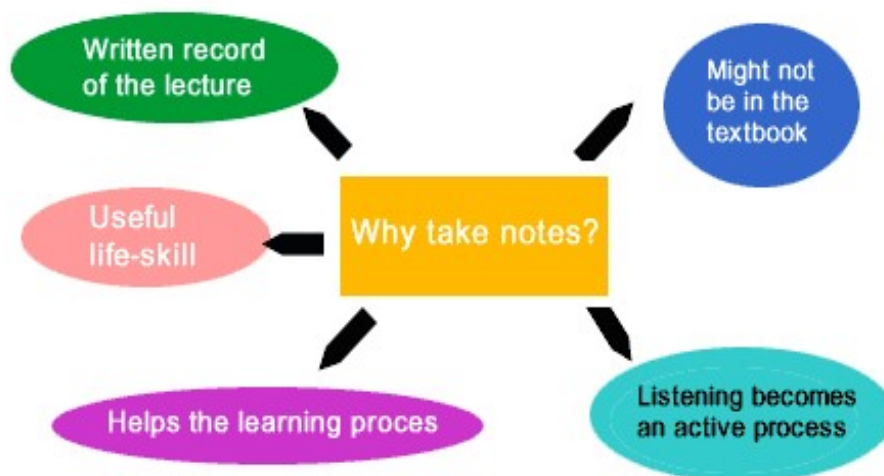 Written record
of the lecture
Might not
be in the
textbook
Why take notes?
Useful
life-skill
Helps the learning proces
Listening becomes
an active process